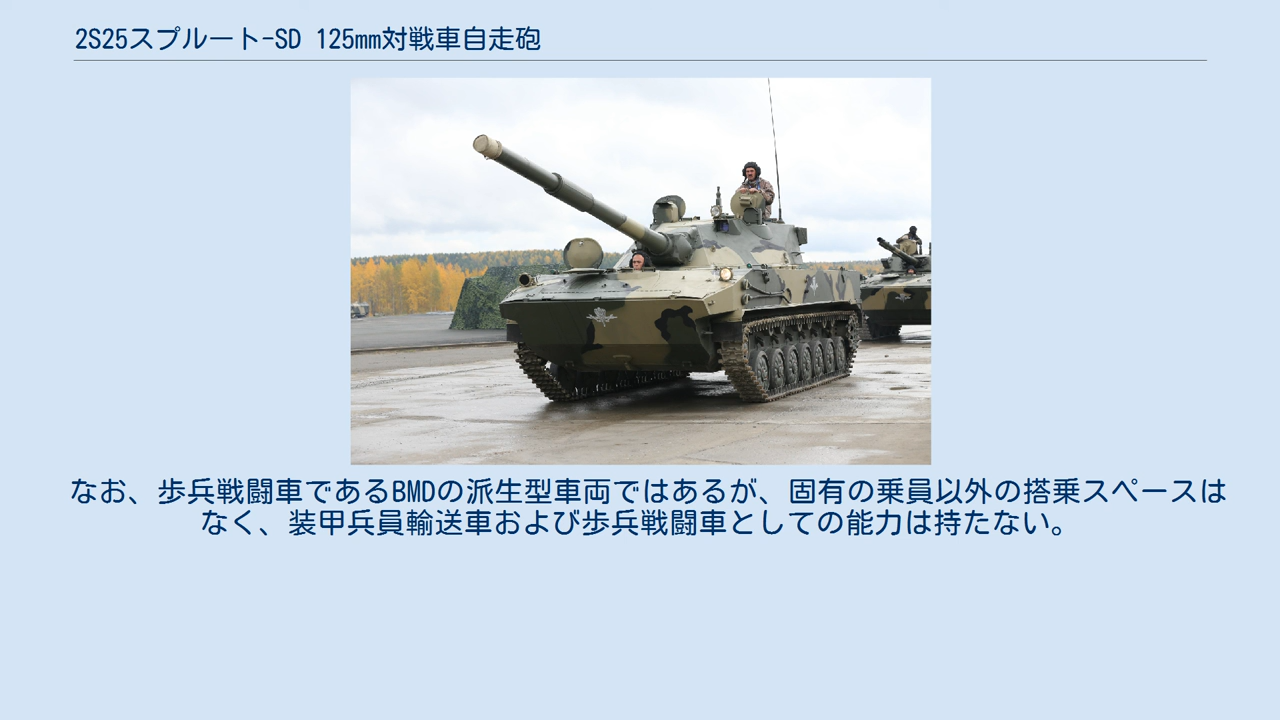 2S25スプルート-SD 125mm対戦車自走砲
なお、歩兵戦闘車であるBMDの派生型車両ではあるが、固有の乗員以外の搭乗スペースは
なく、装甲兵員輸送車および歩兵戦闘車としての能力は持たない。